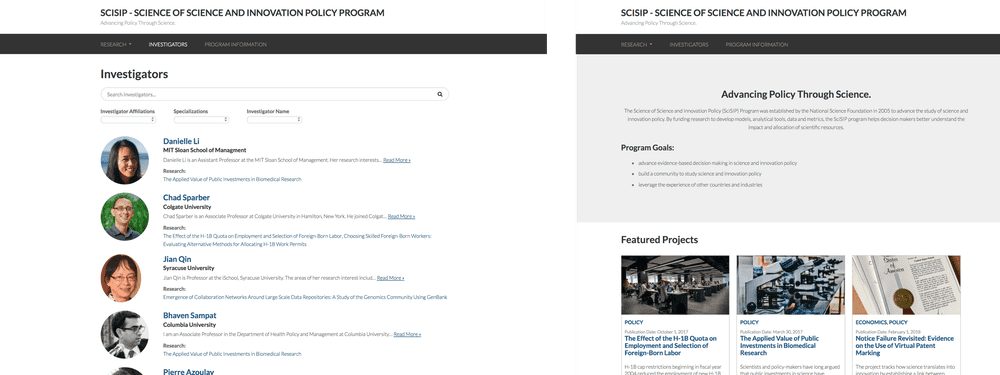 SCISIP - SCIENCE OF SCIENCE AND INNOVATION POLICY PROGRAM
Advancing Policy Through Science.
RESEARCH INVESTIGATORS PROGRAM INFORMATION
Investigators
Search Investigators...
Investigator Affiliations Specializations Investigator Name
Danielle Li
MIT Sloan School of Managment
Danielle Li is an Assistant Professor at the MIT Sloan School of Management. Her research interests... Read More »
Research:
The Applied Value of Public Investments in Biomedical Research
Chad Sparber
Colgate University
Chad Sparber is an Associate Professor at Colgate University in Hamilton, New York. He joined Colgat... Read More »
Research:
The Effect of the H-1B Quota on Employment and Selection of Foreign-Born Labor, Choosing Skilled Foreign-Born Workers:
Evaluating Alternative Methods for Allocating H-1B Work Permits
Jian Qin
Syracuse University
Jian Qin is Professor at the iSchool, Syracuse University. The areas of her research interest includ... Read More »
Research:
Emergence of Collaboration Networks Around Large Scale Data Repositories: A Study of the Genomics Community Using GenBank
Bhaven Sampat
Columbia University
I am an Associate Professor in the Department of Health Policy and Management at Columbia University... Read More »
Research:
The Applied Value of Public Investments in Biomedical Research
Pierre Azoulay
SCISIP - SCIENCE OF SCIENCE AND INNOVATION POLICY PROGRAM
Advancing Policy Through Science.
RESEARCH INVESTIGATORS PROGRAM INFORMATION
Advancing Policy Through Science.
The Science of Science and Innovation Policy (SciSIP) Program was established by the National Science Foundation in 2005 to advance the study of science and
innovation policy. By funding research to develop models, analytical tools, data and metrics, the SciSIP program helps decision makers better understand the
impact and allocation of scientific resources.
Program Goals:
advance evidence-based decision making in science and innovation policy
build a community to study science and innovation policy
leverage the experience of other countries and industries
Featured Projects
States
of America
POLICY
Publication Date: October 1, 2017
The Effect of the H-1B Quota on
Employment and Selection of
Foreign-Born Labor
H-1B cap restrictions beginning in fiscal year
2004 reduced the employment of new H-1B
POLICY
Publication Date: March 30, 2017
The Applied Value of Public
Investments in Biomedical
Research
Scientists and policy-makers have long argued
that public investments in science have
ECONOMICS, POLICY
Publication Date: February 1, 2018
Notice Failure Revisited: Evidence
on the Use of Virtual Patent
Marking
The project tracks how science translates into
innovation by establishing a link between